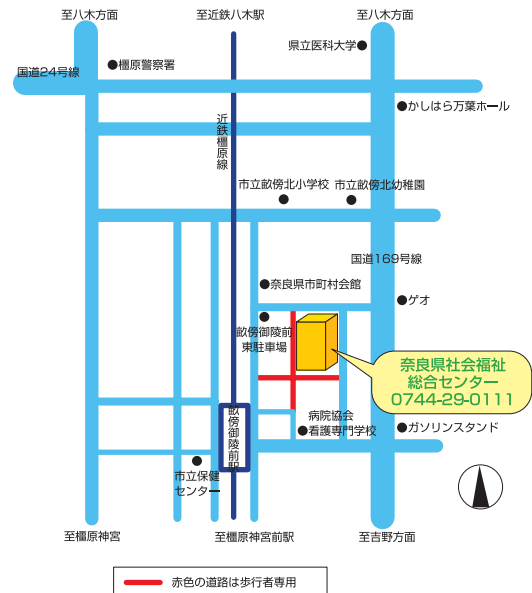 至八木方面
至近鉄八木駅
至八木方面
県立医科大学
橿原警察署
国道24号線
かしはら万葉ホール
近鉄橿原線
市立畝傍北小学校
市立畝傍北幼稚園
国道169号線
奈良県市町村会館
ゲオ
畝傍御陵前
東駐車場
奈良県社会福祉
総合センター
0744-29-0111
畝傍御陵前駅
病院協会
看護専門学校
ガソリンスタンド
市立保健
センター
至橿原神宮
至橿原神宮前駅
至吉野方面
赤色の道路は歩行者専用